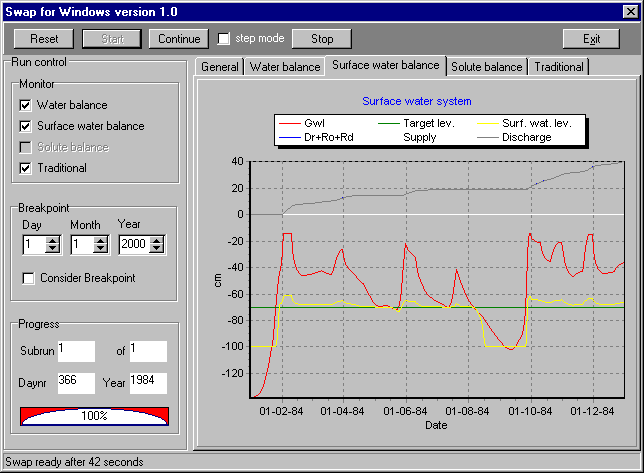 Swap for Windows version 1.0
Reset Start Continue step mode Stop Exit
Run control
Monitor
Water balance
Surface water balance
Solute balance
Traditional
Breakpoint
Day Month Year
1 1 2000
Consider Breakpoint
Progress
Subrun 1 of 1
Daynr 366 Year 1984
100%
General Water balance Surface water balance Solute balance Traditional
Surface water system
Gwl Target lev. Surf. wat. lev.
Dr+Ro+Rd Supply Discharge
40
20
0
-20
-40
cm
-60
-80
-100
-120
01-02-84 01-04-84 01-06-84 01-08-84 01-10-84 01-12-84
Date
Swap ready after 42 seconds